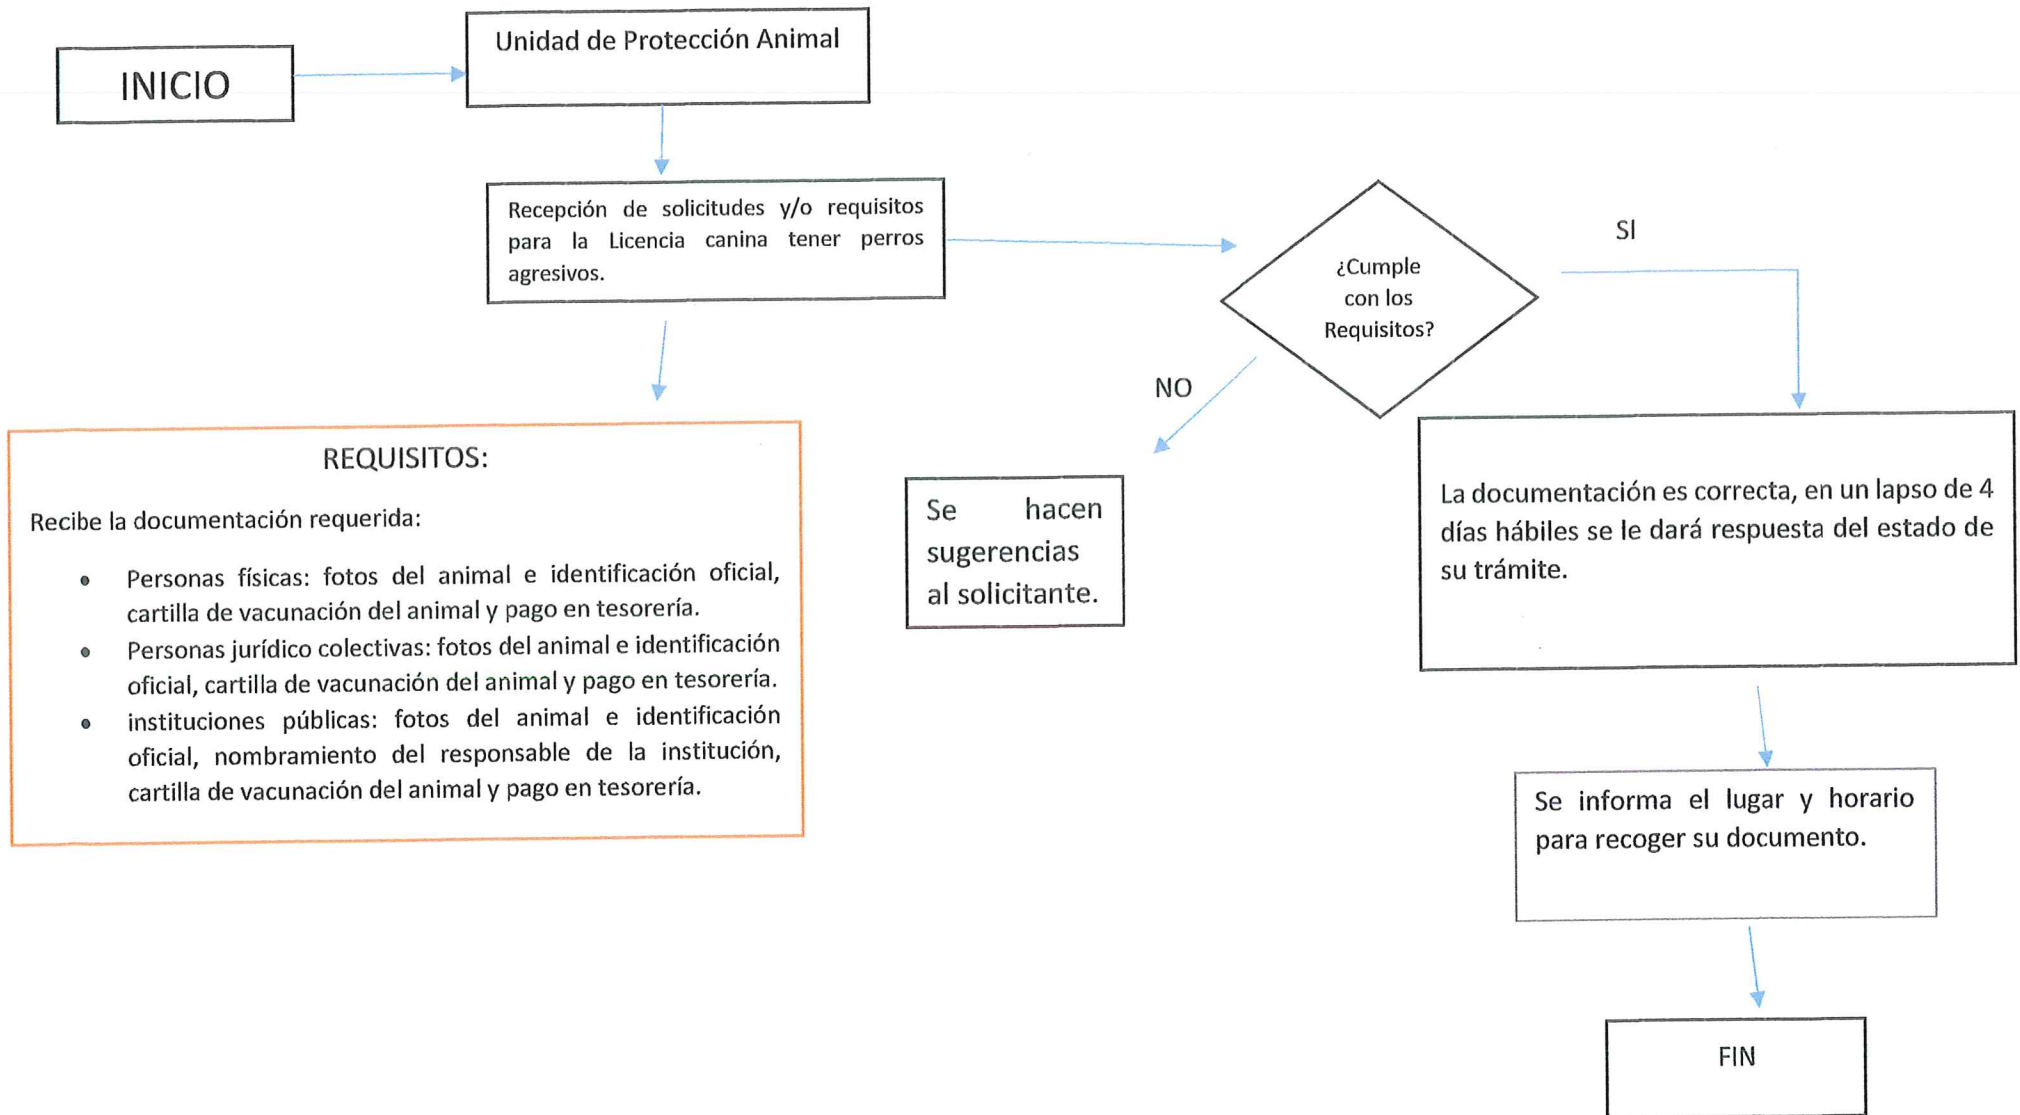 INICIO
Unidad de Protección Animal
Recepción de solicitudes y/o requisitos
para la Licencia canina tener perros
agresivos.
¿Cumple
con los
Requisitos?
SI
NO
REQUISITOS:
Recibe la documentación requerida:
• Personas físicas: fotos del animal e identificación oficial,
cartilla de vacunación del animal y pago en tesorería.
• Personas jurídico colectivas: fotos del animal e identificación
oficial, cartilla de vacunación del animal y pago en tesorería.
• instituciones públicas: fotos del animal e identificación
oficial, nombramiento del responsable de la institución,
cartilla de vacunación del animal y pago en tesorería.
Se hacen
sugerencias
al solicitante.
La documentación es correcta, en un lapso de 4
días hábiles se le dará respuesta del estado de
su trámite.
Se informa el lugar y horario
para recoger su documento.
FIN